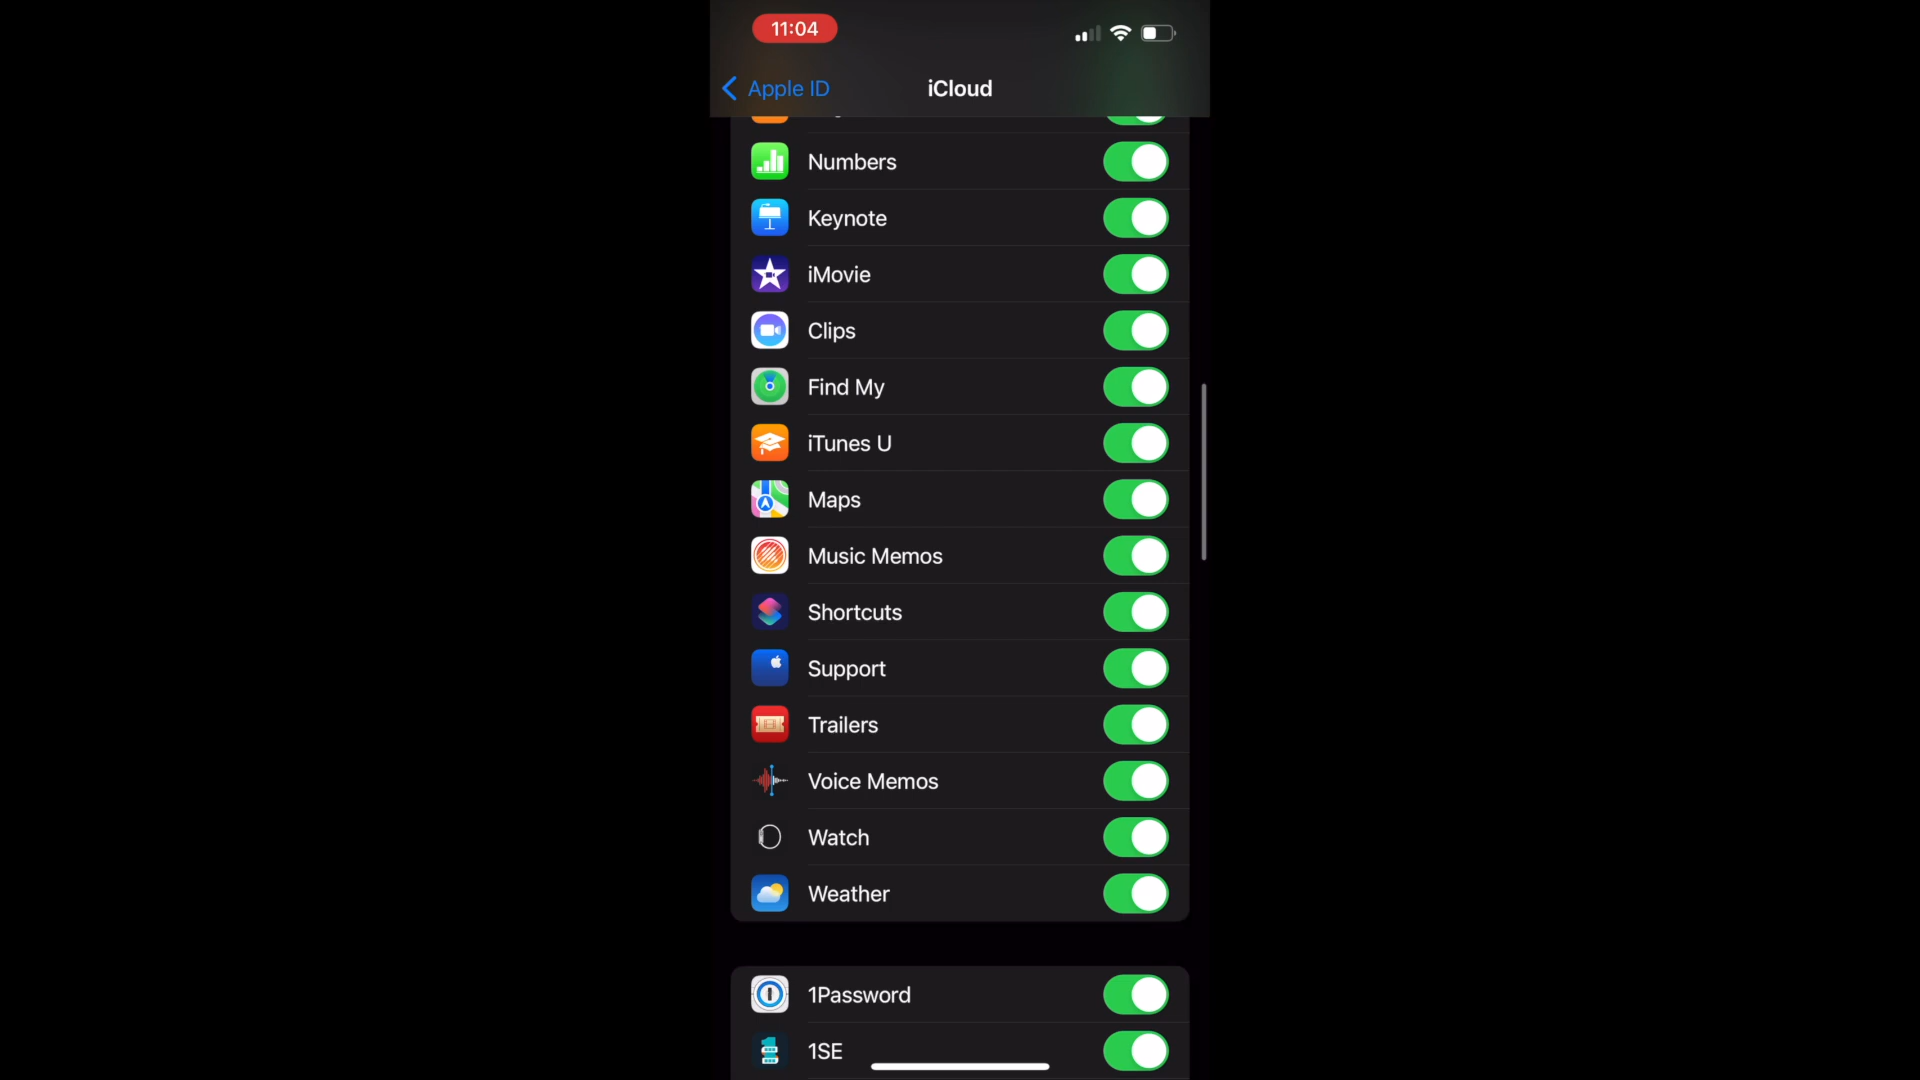 11:04
Apple ID
iCloud
Numbers
Keynote
iMovie
Clips
Find My
iTunes U
Maps
Music Memos
Shortcuts
Support
Trailers
Voice Memos
Watch
Weather
1Password
1SE